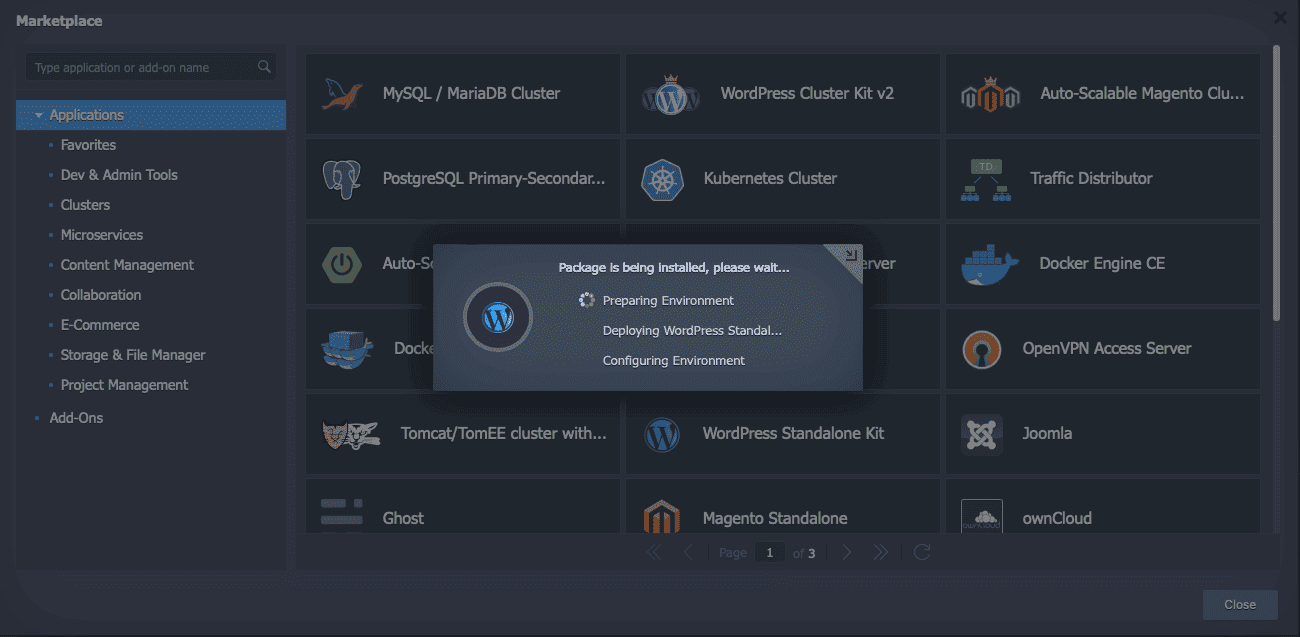 Marketplace
Type application or add-on name
Applications
Favorites
Dev & Admin Tools
Clusters
Microservices
Content Management
Collaboration
E-Commerce
Storage & File Manager
Project Management
Add-Ons
MySQL / MariaDB Cluster
WordPress Cluster Kit v2
Auto-Scalable Magento Clu...
PostgreSQL Primary-Secondar...
Kubernetes Cluster
TD
Traffic Distributor
Docker Engine CE
OpenVPN Access Server
Package is being installed, please wait...
Preparing Environment
Deploying WordPress Standal...
Configuring Environment
Tomcat/TomEE cluster with...
WordPress Standalone Kit
Joomla
Ghost
Magento Standalone
ownCloud
Page 1 of 3
Close